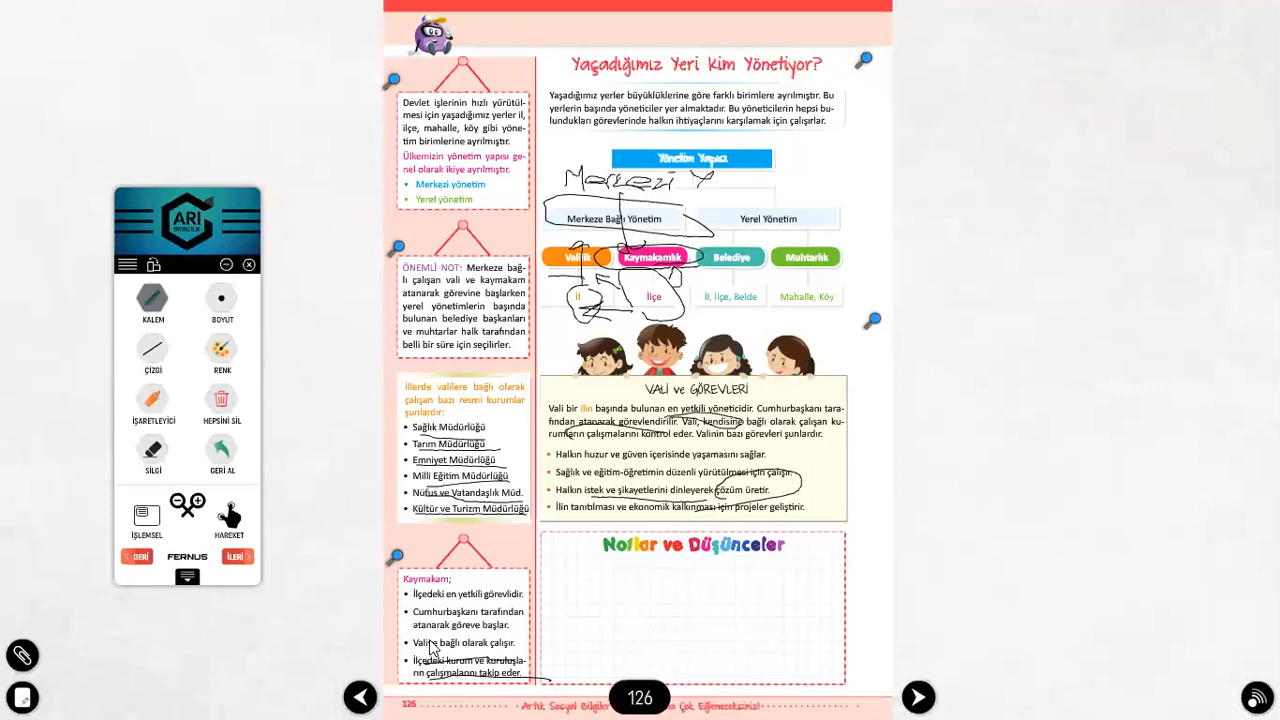 Yaşadığımız Yeri kim Yönetiyor?
Yaşadığımız yerler büyüklüklerine göre farklı birimlere ayrılmıştır. Bu
yerlerin başında yöneticiler yer almaktadır. Bu yöneticilerin hepsi bu-
lundukları görevlerinde halkın ihtiyaçlarını karşılamak için çalışırlar.
Devlet işlerinin hızlı yürütül-
mesi için yaşadığımız yerler il,
ilçe, mahalle, köy gibi yöne-
tim birimlerine ayrılmıştır.
Ülkemizin yönetim yapısı ge-
nel olarak ikiye ayrılmıştır.
• Merkezi yönetim
• Yerel yönetim
Yönetim Yapısı
Merkezi Y
Merkeze Bağlı Yönetim
Yerel Yönetim
Valilik
Kaymakamlık
Belediye
Muhtarlık
İl
İlçe
İl, İlçe, Belde
Mahalle, Köy
ÖNEMLİ NOT: Merkeze bağ-
lı çalışan vali ve kaymakam
atanarak görevine başlarken
yerel yönetimlerin başında
bulunan belediye başkanları
ve muhtarlar halk tarafından
belli bir süre için seçilirler.
İllerde valilere bağlı olarak
çalışan bazı resmi kurumlar
şunlardır:
• Sağlık Müdürlüğü
• Tarım Müdürlüğü
• Emniyet Müdürlüğü
• Milli Eğitim Müdürlüğü
• Nüfus ve Vatandaşlık Müd.
• Kültür ve Turizm Müdürlüğü
VALİ ve GÖREVLERİ
Vali bir ilin başında bulunan en yetkili yöneticidir. Cumhurbaşkanı tara-
fından atanarak görevlendirilir. Vali, kendisine bağlı olarak çalışan ku-
rumların çalışmalarını kontrol eder. Valinin bazı görevleri şunlardır.
• Halkın huzur ve güven içerisinde yaşamasını sağlar.
• Sağlık ve eğitim-öğretimin düzenli yürütülmesi için çalışır.
• Halkın istek ve şikayetlerini dinleyerek çözüm üretir.
• İlin tanıtılması ve ekonomik kalkınması için projeler geliştirir.
Notlar ve Düşünceler
Kaymakam;
• İlçedeki en yetkili görevlidir.
• Cumhurbaşkanı tarafından
atanarak göreve başlar.
• Valiye bağlı olarak çalışır.
• İlçedeki kurum ve kuruluşla-
rın çalışmalarını takip eder.
126
Artık Sosyal Bilgiler
Çok Eğleneceksiniz!
126
ARI
YAYINCILIK
KALEM
BOYUT
ÇİZGİ
RENK
İŞARETLEYİCİ
HEPSİNİ SİL
SİLGİ
GERİ AL
İŞLEMSEL
HAREKET
GERİ
FERNUS
İLERİ